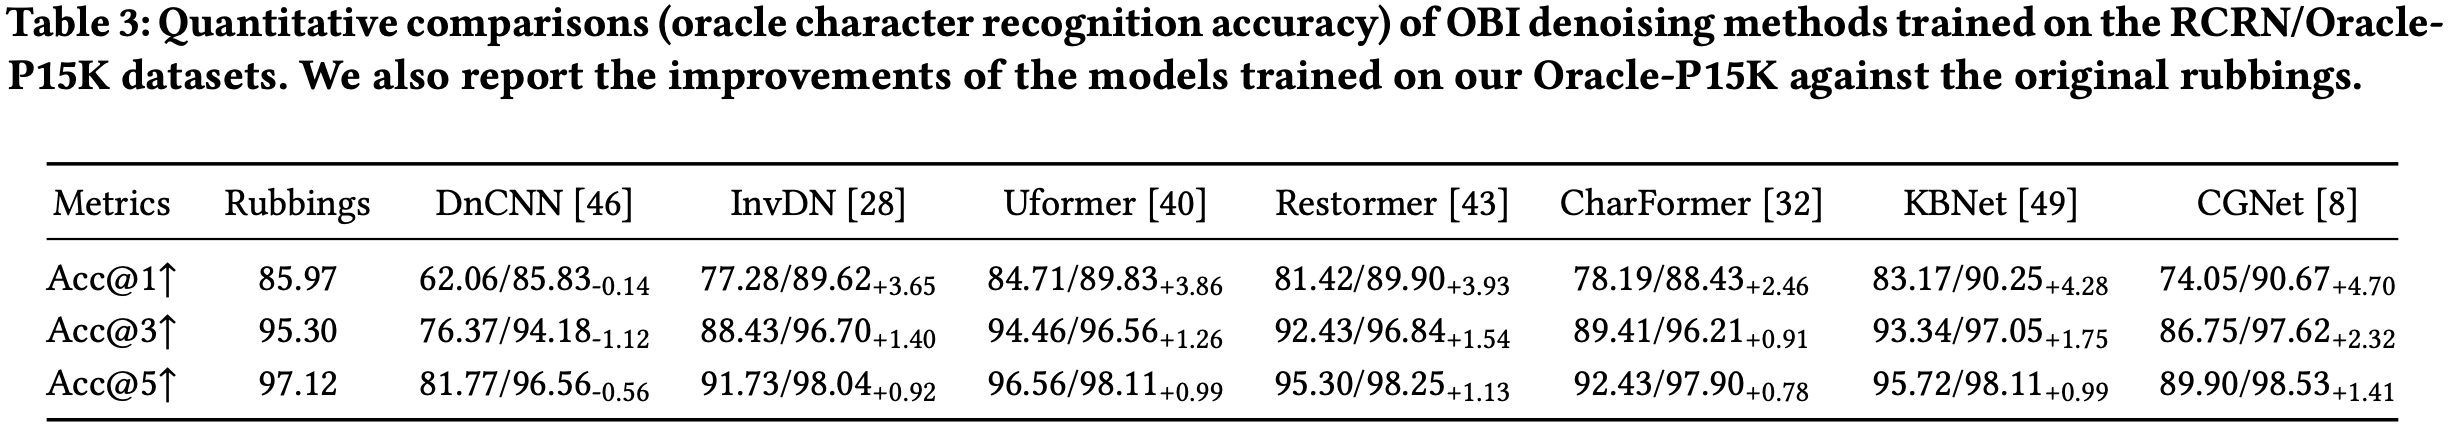 Table 3: Quantitative comparisons (oracle character recognition accuracy) of OBI denoising methods trained on the RCRN/Oracle-
P15K datasets. We also report the improvements of the models trained on our Oracle-P15K against the original rubbings.
Metrics Rubbings DnCNN [46] InvDN [28] Uformer [40] Restormer [43] CharFormer [32] KBNet [49] CGNet [8]
Acc@1↑ 85.97 62.06/85.83-0.14 77.28/89.62+3.65 84.71/89.83+3.86 81.42/89.90+3.93 78.19/88.43+2.46 83.17/90.25+4.28 74.05/90.67+4.70
Acc@3↑ 95.30 76.37/94.18-1.12 88.43/96.70+1.40 94.46/96.56+1.26 92.43/96.84+1.54 89.41/96.21+0.91 93.34/97.05+1.75 86.75/97.62+2.32
Acc@5↑ 97.12 81.77/96.56-0.56 91.73/98.04+0.92 96.56/98.11+0.99 95.30/98.25+1.13 92.43/97.90+0.78 95.72/98.11+0.99 89.90/98.53+1.41